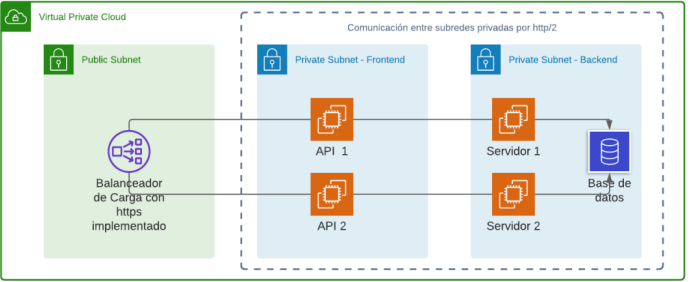 Virtual Private Cloud
Comunicación entre subredes privadas por http/2
Public Subnet
Private Subnet - Frontend
Private Subnet - Backend
API 1
Servidor 1
Balanceador
de Carga con
https
implementado
Base de
datos
API 2
Servidor 2